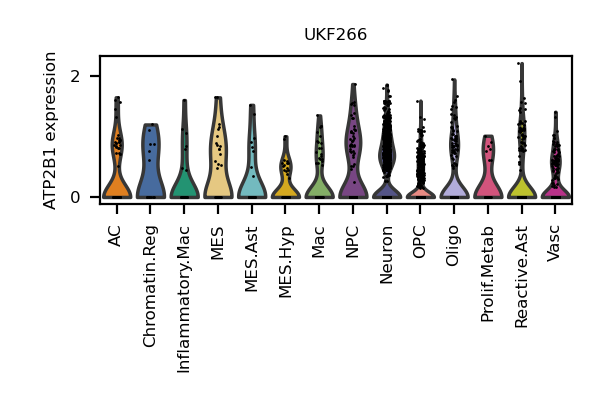 UKF266
ATP2B1 expression
2
0
AC
Chromatin.Reg
Inflammatory.Mac
MES
MES.Ast
MES.Hyp
Mac
NPC
Neuron
OPC
Oligo
Prolif.Metab
Reactive.Ast
Vasc